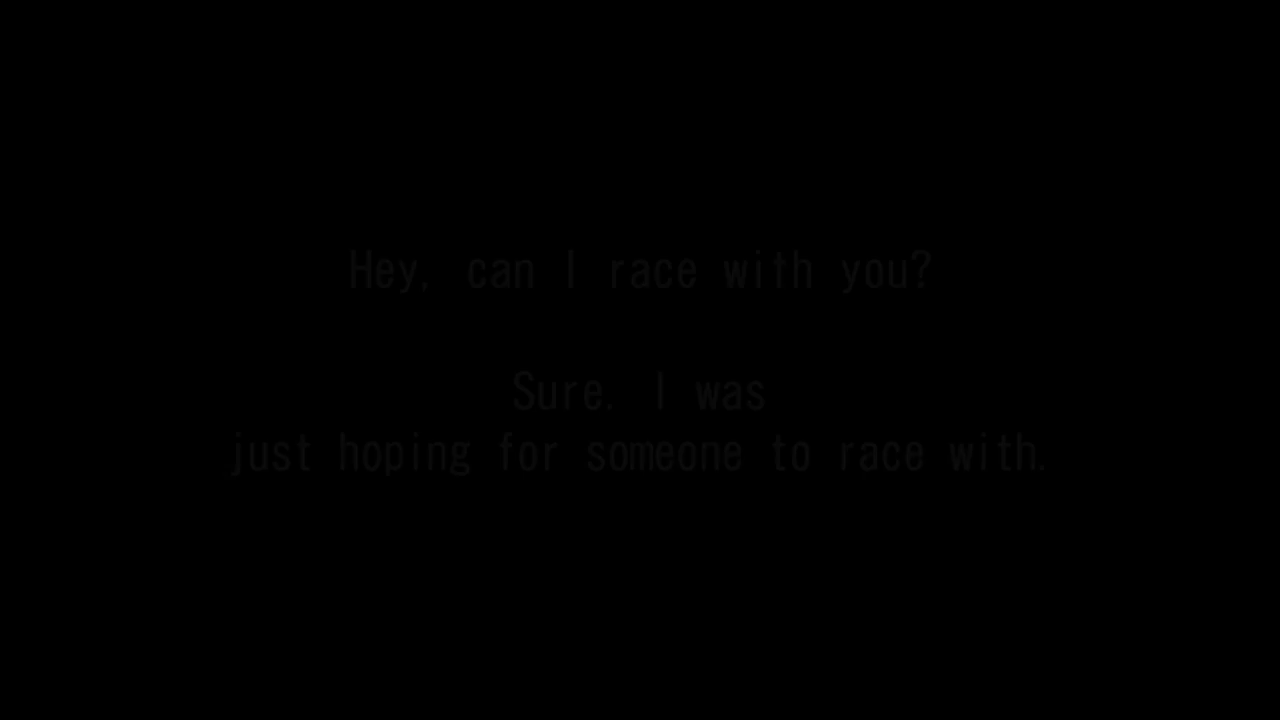 Hey, can I race with you?
Sure. I was
just hoping for someone to race with.